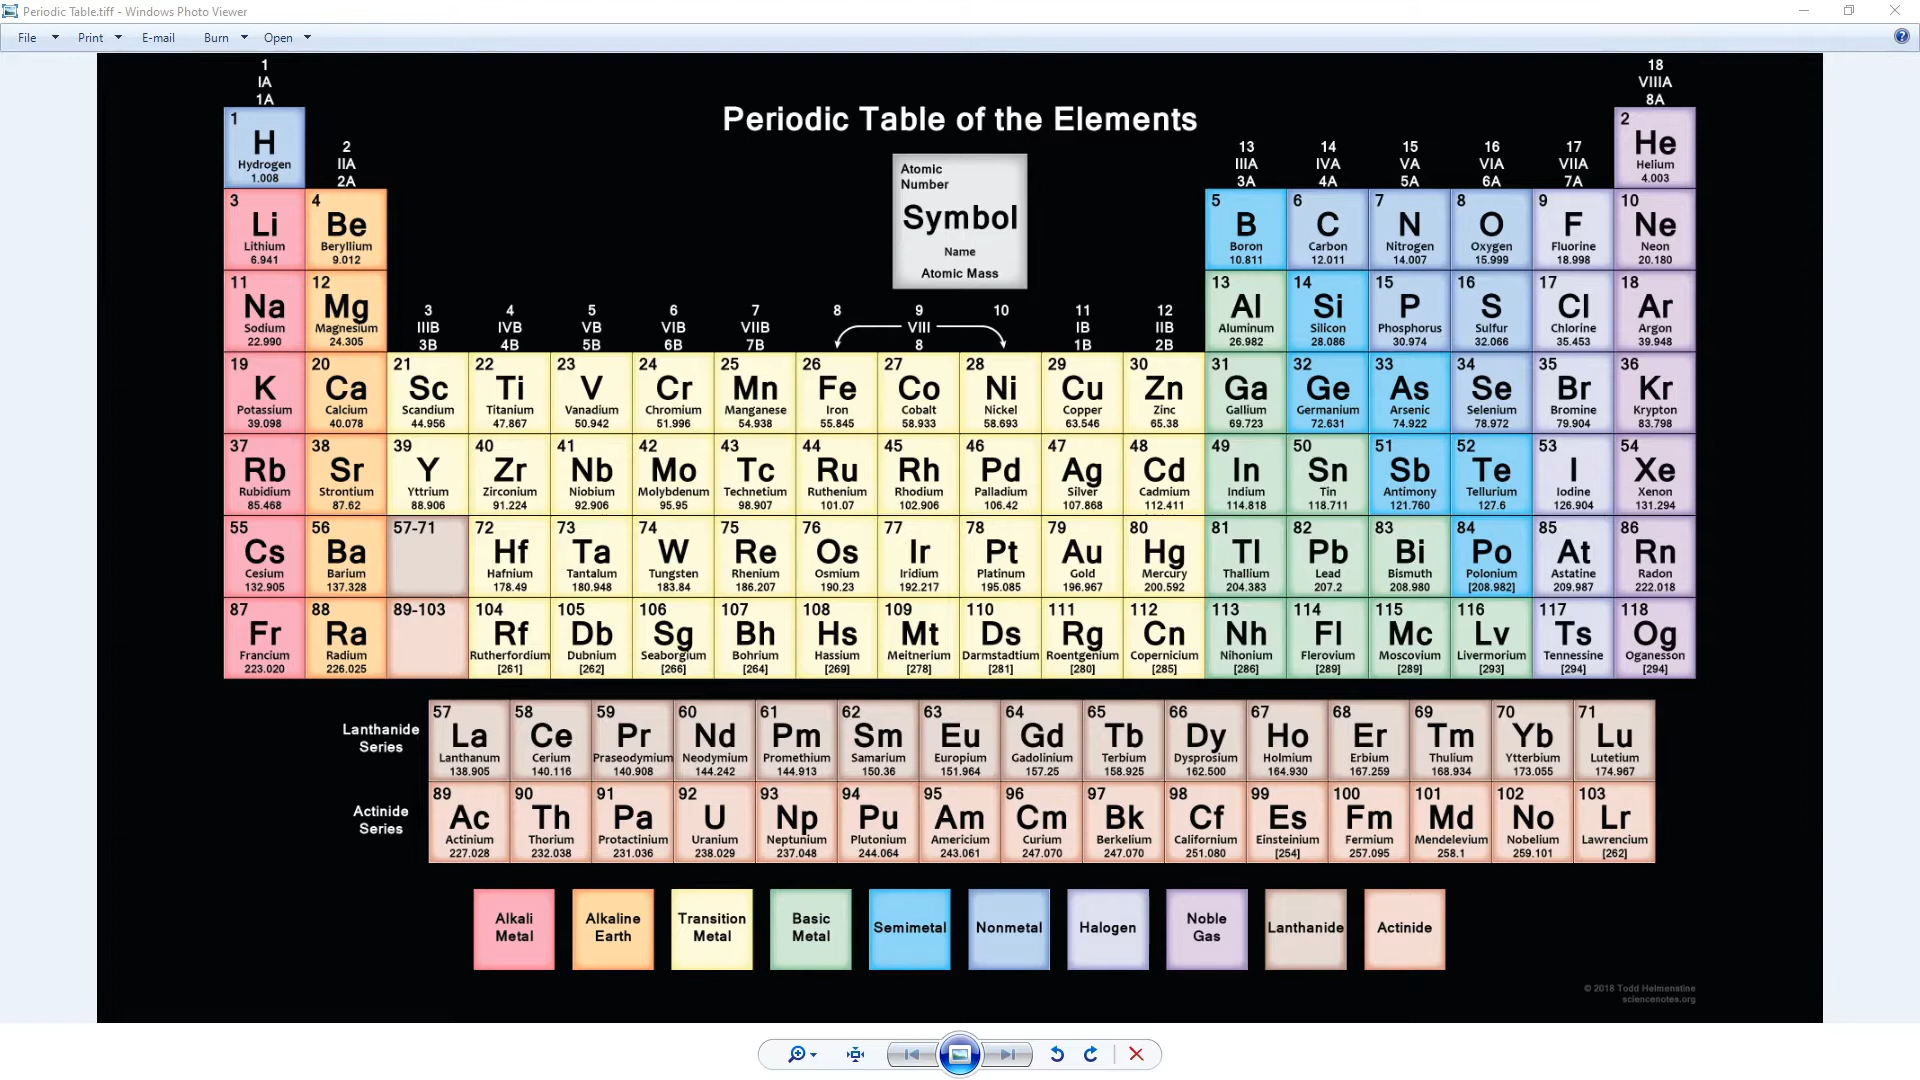 Periodic Table.tiff - Windows Photo Viewer
File Print E-mail Burn Open
1
IA
1A
18
VIIIA
8A
Periodic Table of the Elements
1
H
Hydrogen
1.008
2
He
Helium
4.003
2
IIA
2A
13
IIIA
3A
14
IVA
4A
15
VA
5A
16
VIA
6A
17
VIIA
7A
Atomic
Number
Symbol
Name
Atomic Mass
3
Li
Lithium
6.941
4
Be
Beryllium
9.012
5
B
Boron
10.811
6
C
Carbon
12.011
7
N
Nitrogen
14.007
8
O
Oxygen
15.999
9
F
Fluorine
18.998
10
Ne
Neon
20.180
11
Na
Sodium
22.990
12
Mg
Magnesium
24.305
3
IIIB
3B
4
IVB
4B
5
VB
5B
6
VIB
6B
7
VIIB
7B
8
9
10
VIII
8
11
IB
1B
12
IIB
2B
13
Al
Aluminum
26.982
14
Si
Silicon
28.086
15
P
Phosphorus
30.974
16
S
Sulfur
32.066
17
Cl
Chlorine
35.453
18
Ar
Argon
39.948
19
K
Potassium
39.098
20
Ca
Calcium
40.078
21
Sc
Scandium
44.956
22
Ti
Titanium
47.867
23
V
Vanadium
50.942
24
Cr
Chromium
51.996
25
Mn
Manganese
54.938
26
Fe
Iron
55.845
27
Co
Cobalt
58.933
28
Ni
Nickel
58.693
29
Cu
Copper
63.546
30
Zn
Zinc
65.38
31
Ga
Gallium
69.723
32
Ge
Germanium
72.631
33
As
Arsenic
74.922
34
Se
Selenium
78.972
35
Br
Bromine
79.904
36
Kr
Krypton
83.798
37
Rb
Rubidium
85.468
38
Sr
Strontium
87.62
39
Y
Yttrium
88.906
40
Zr
Zirconium
91.224
41
Nb
Niobium
92.906
42
Mo
Molybdenum
95.95
43
Tc
Technetium
98.907
44
Ru
Ruthenium
101.07
45
Rh
Rhodium
102.906
46
Pd
Palladium
106.42
47
Ag
Silver
107.868
48
Cd
Cadmium
112.411
49
In
Indium
114.818
50
Sn
Tin
118.711
51
Sb
Antimony
121.760
52
Te
Tellurium
127.6
53
I
Iodine
126.904
54
Xe
Xenon
131.294
55
Cs
Cesium
132.905
56
Ba
Barium
137.328
57-71
72
Hf
Hafnium
178.49
73
Ta
Tantalum
180.948
74
W
Tungsten
183.84
75
Re
Rhenium
186.207
76
Os
Osmium
190.23
77
Ir
Iridium
192.217
78
Pt
Platinum
195.085
79
Au
Gold
196.967
80
Hg
Mercury
200.592
81
Tl
Thallium
204.383
82
Pb
Lead
207.2
83
Bi
Bismuth
208.980
84
Po
Polonium
[208.982]
85
At
Astatine
209.987
86
Rn
Radon
222.018
87
Fr
Francium
223.020
88
Ra
Radium
226.025
89-103
104
Rf
Rutherfordium
[261]
105
Db
Dubnium
[262]
106
Sg
Seaborgium
[266]
107
Bh
Bohrium
[264]
108
Hs
Hassium
[269]
109
Mt
Meitnerium
[278]
110
Ds
Darmstadtium
[281]
111
Rg
Roentgenium
[280]
112
Cn
Copernicium
[285]
113
Nh
Nihonium
[286]
114
Fl
Flerovium
[289]
115
Mc
Moscovium
[289]
116
Lv
Livermorium
[293]
117
Ts
Tennessine
[294]
118
Og
Oganesson
[294]
Lanthanide
Series
57
La
Lanthanum
138.905
58
Ce
Cerium
140.116
59
Pr
Praseodymium
140.908
60
Nd
Neodymium
144.242
61
Pm
Promethium
144.913
62
Sm
Samarium
150.36
63
Eu
Europium
151.964
64
Gd
Gadolinium
157.25
65
Tb
Terbium
158.925
66
Dy
Dysprosium
162.500
67
Ho
Holmium
164.930
68
Er
Erbium
167.259
69
Tm
Thulium
168.934
70
Yb
Ytterbium
173.055
71
Lu
Lutetium
174.967
Actinide
Series
89
Ac
Actinium
227.028
90
Th
Thorium
232.038
91
Pa
Protactinium
231.036
92
U
Uranium
238.029
93
Np
Neptunium
237.048
94
Pu
Plutonium
244.064
95
Am
Americium
243.061
96
Cm
Curium
247.070
97
Bk
Berkelium
247.070
98
Cf
Californium
251.080
99
Es
Einsteinium
[254]
100
Fm
Fermium
257.095
101
Md
Mendelevium
258.1
102
No
Nobelium
259.101
103
Lr
Lawrencium
[262]
Alkali
Metal
Alkaline
Earth
Transition
Metal
Basic
Metal
Semimetal
Nonmetal
Halogen
Noble
Gas
Lanthanide
Actinide
© 2018 Todd Helmenstine
sciencenotes.org